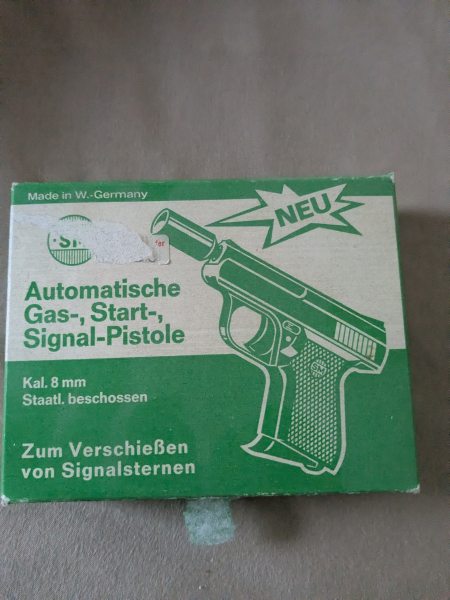 Made in W.-Germany
NEU
Automatische
Gas-, Start-,
Signal-Pistole
Kal. 8 mm
Staatl. beschossen
Zum Verschießen
von Signalsternen